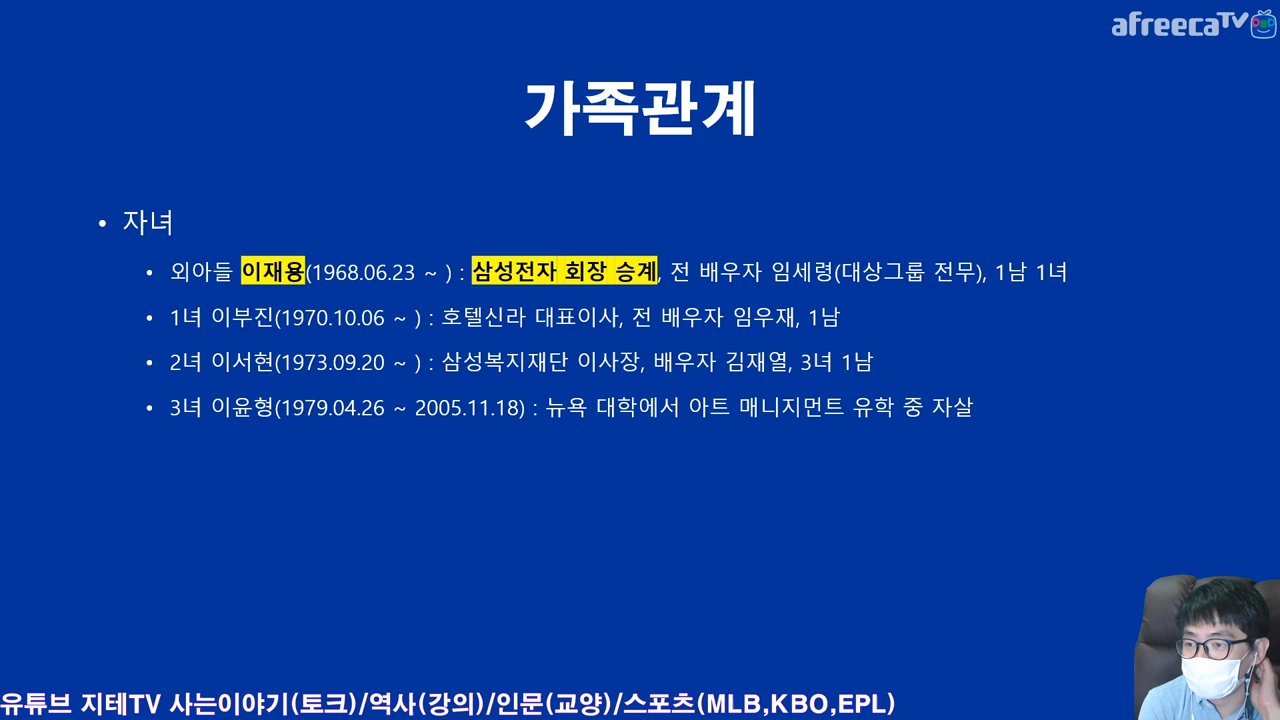 afreecaTV
가족관계
• 자녀
• 외아들 이재용(1968.06.23 ~ ) : 삼성전자 회장 승계, 전 배우자 임세령(대상그룹 전무), 1남 1녀
• 1녀 이부진(1970.10.06 ~ ) : 호텔신라 대표이사, 전 배우자 임우재, 1남
• 2녀 이서현(1973.09.20 ~ ) : 삼성복지재단 이사장, 배우자 김재열, 3녀 1남
• 3녀 이윤형(1979.04.26 ~ 2005.11.18) : 뉴욕 대학에서 아트 매니지먼트 유학 중 자살
유튜브 지테TV 사는이야기(토크)/역사(강의)/인문(교양)/스포츠(MLB,KBO,EPL)